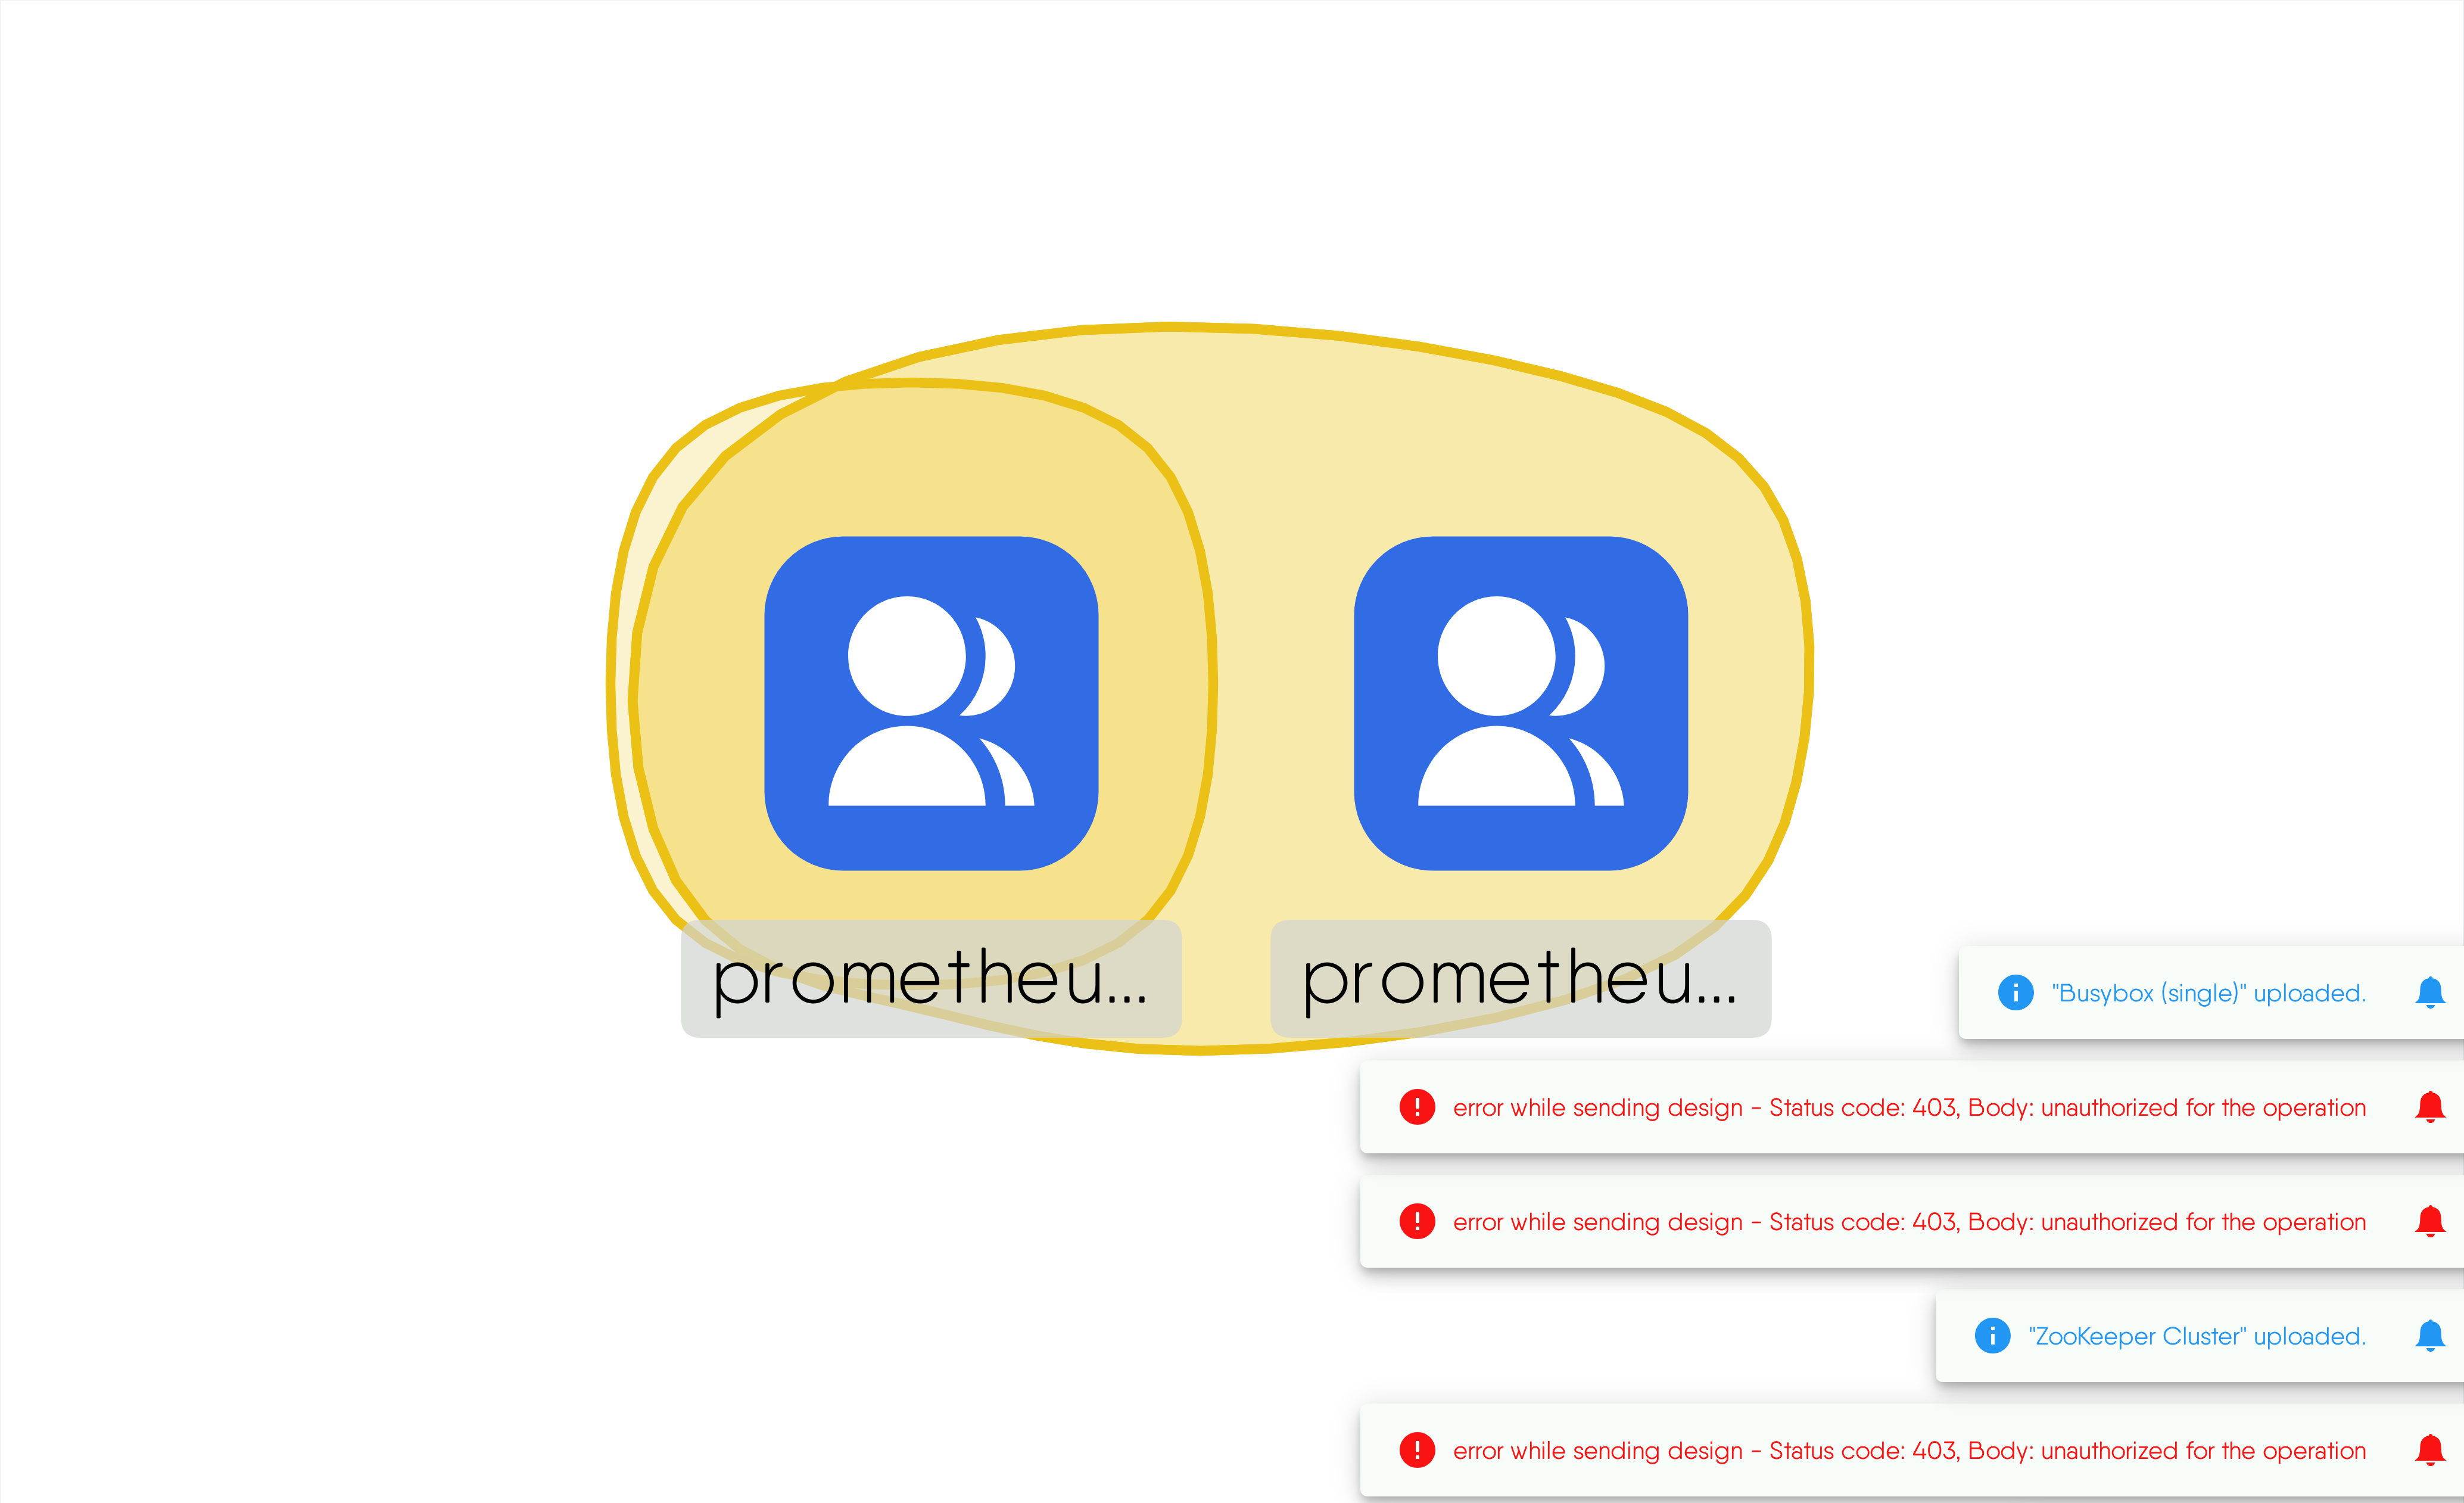 prometheu...
prometheu...
"Busybox (single)" uploaded.
error while sending design - Status code: 403, Body: unauthorized for the operation
error while sending design - Status code: 403, Body: unauthorized for the operation
"ZooKeeper Cluster" uploaded.
error while sending design - Status code: 403, Body: unauthorized for the operation